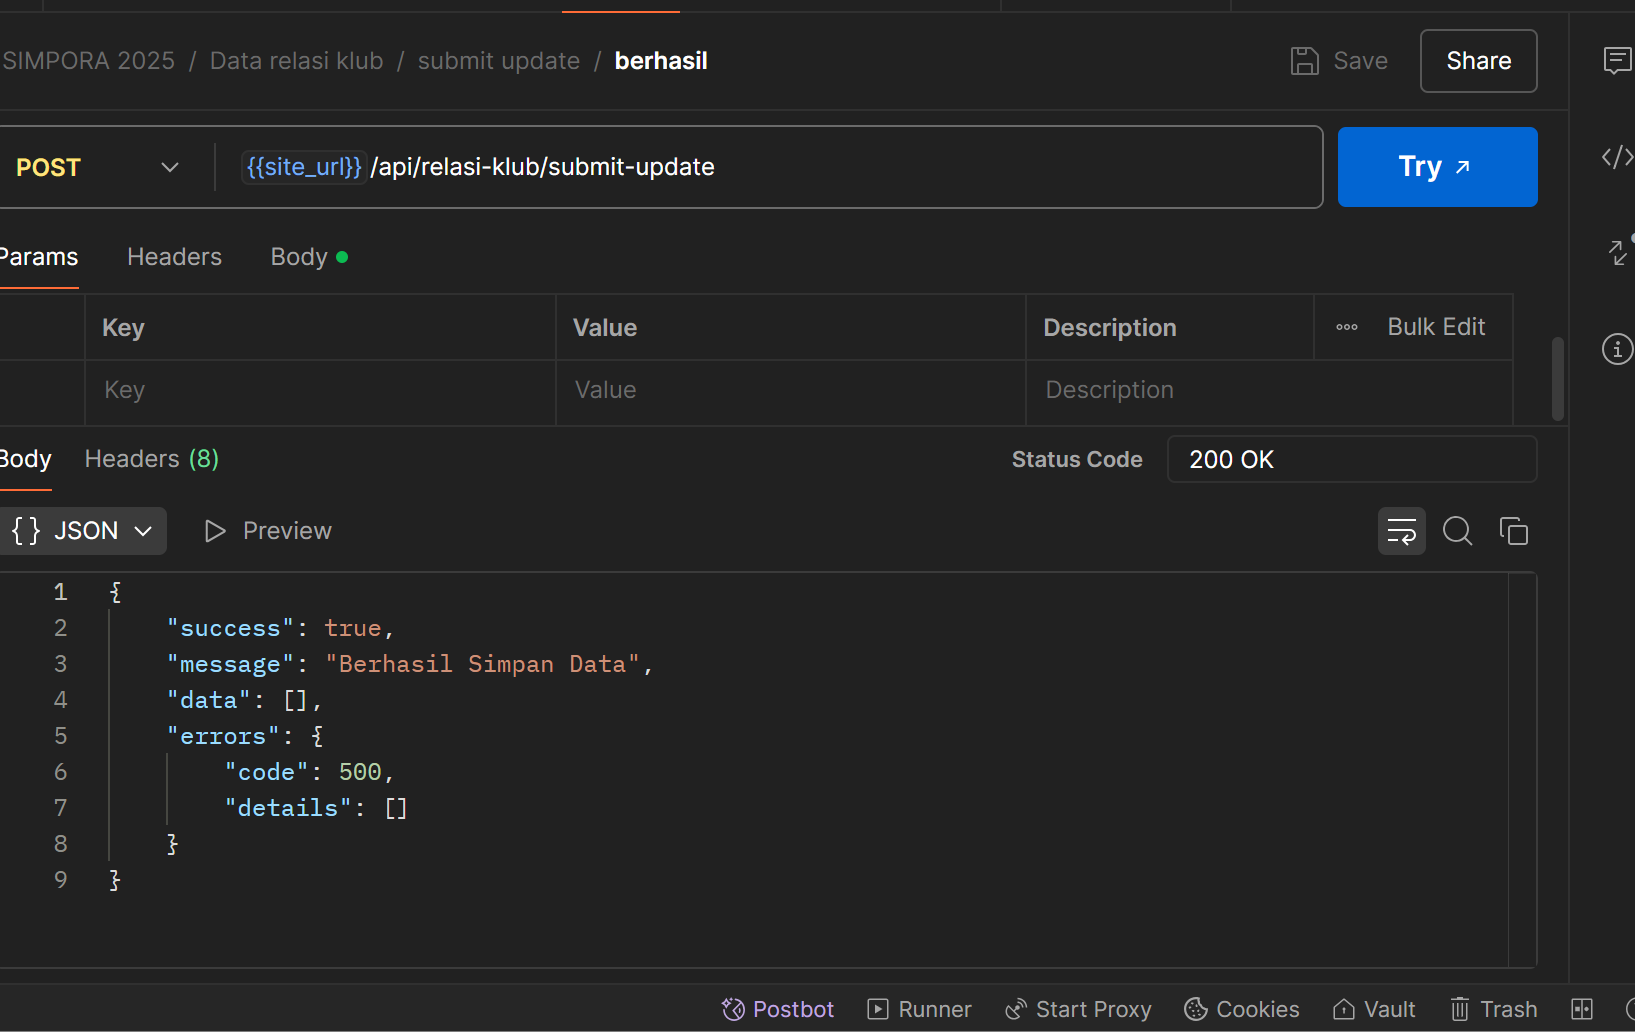 SIMPORA 2025 / Data relasi klub / submit update / berhasil Save Share
POST {{site_url}}/api/relasi-klub/submit-update Try ↗
Params Headers Body
Key Value Description Bulk Edit
Key Value Description
Body Headers (8) Status Code 200 OK
{} JSON Preview
1 {
2 "success": true,
3 "message": "Berhasil Simpan Data",
4 "data": [],
5 "errors": {
6 "code": 500,
7 "details": []
8 }
9 }
Postbot Runner Start Proxy Cookies Vault Trash